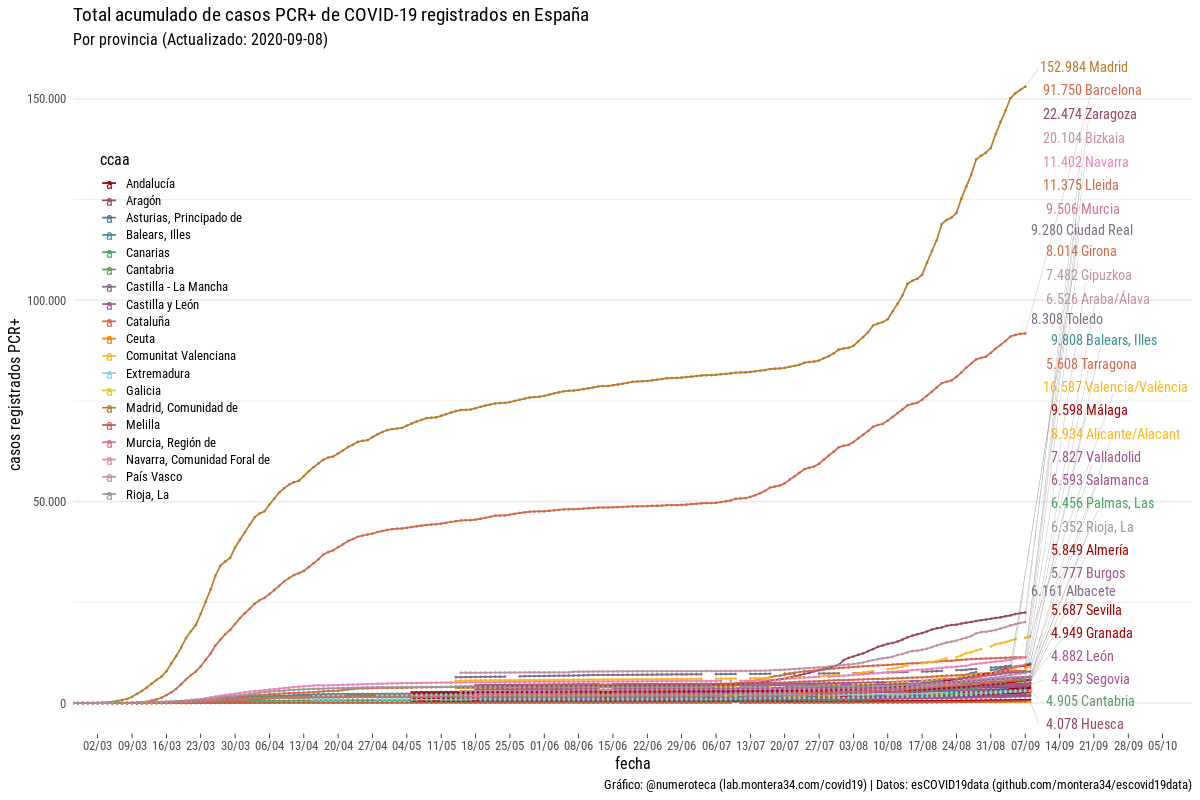 Total acumulado de casos PCR+ de COVID-19 registrados en España
Por provincia (Actualizado: 2020-09-08)
casos registrados PCR+
150.000
100.000
50.000
0
ccaa
Andalucía
Aragón
Asturias, Principado de
Balears, Illes
Canarias
Cantabria
Castilla - La Mancha
Castilla y León
Cataluña
Ceuta
Comunitat Valenciana
Extremadura
Galicia
Madrid, Comunidad de
Melilla
Murcia, Región de
Navarra, Comunidad Foral de
País Vasco
Rioja, La
152.984 Madrid
91.750 Barcelona
22.474 Zaragoza
20.104 Bizkaia
11.402 Navarra
11.375 Lleida
9.506 Murcia
9.280 Ciudad Real
8.014 Girona
7.482 Gipuzkoa
6.526 Araba/Álava
8.308 Toledo
9.808 Balears, Illes
5.608 Tarragona
16.587 Valencia/València
9.598 Málaga
8.934 Alicante/Alacant
7.827 Valladolid
6.593 Salamanca
6.456 Palmas, Las
6.352 Rioja, La
5.849 Almería
5.777 Burgos
6.161 Albacete
5.687 Sevilla
4.949 Granada
4.882 León
4.493 Segovia
4.905 Cantabria
4.078 Huesca
02/03 09/03 16/03 23/03 30/03 06/04 13/04 20/04 27/04 04/05 11/05 18/05 25/05 01/06 08/06 15/06 22/06 29/06 06/07 13/07 20/07 27/07 03/08 10/08 17/08 24/08 31/08 07/09 14/09 21/09 28/09 05/10
fecha
Gráfico: @numeroteca (lab.montera34.com/covid19) | Datos: esCOVID19data (github.com/montera34/escovid19data)